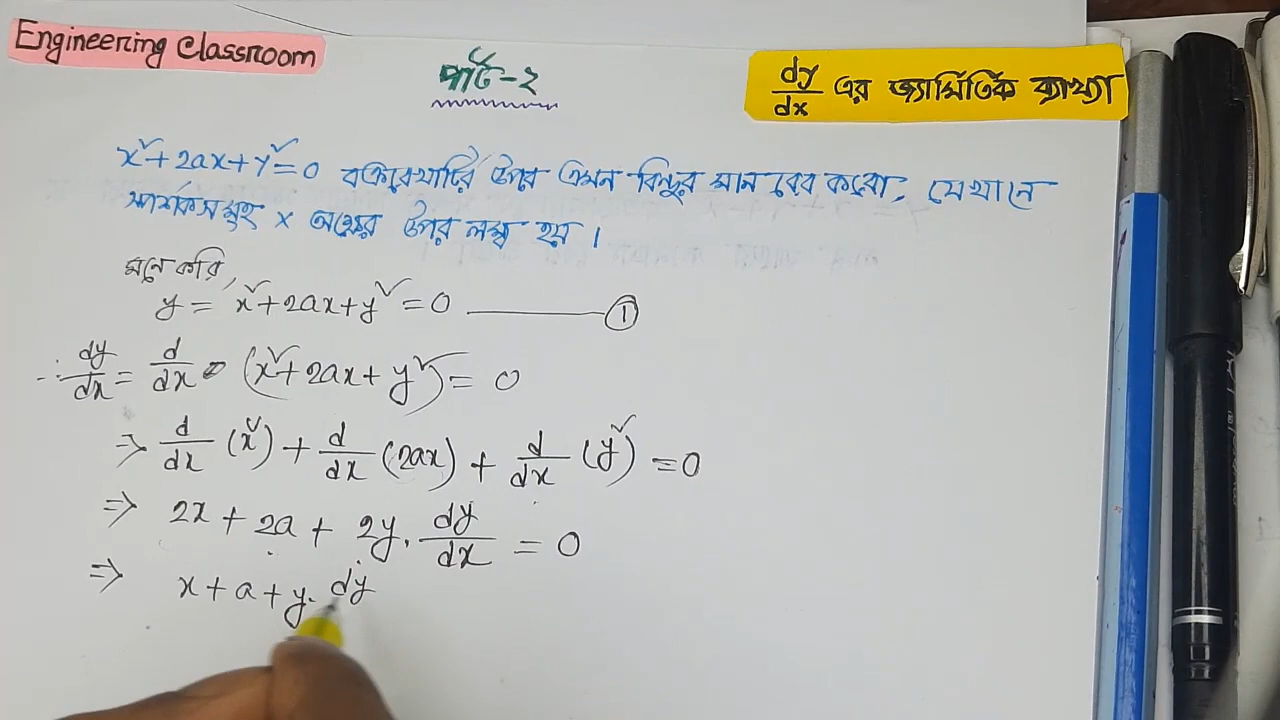 Engineering Classroom
পার্ট-২
dy/dx এর জ্যামিতিক ব্যাখ্যা
x²+2ax+y²=0 বক্ররেখাটির উপর এমন বিন্দুর মান বের করো, যেখানে
স্পর্শকসমূহ x অক্ষের উপর লম্ব হয়।
মনে করি,
y = x²+2ax+y²=0 ———— ①
∴ dy/dx = d/dx (x²+2ax+y²) = 0
⇒ d/dx (x²) + d/dx (2ax) + d/dx (y²) = 0
⇒ 2x + 2a + 2y. dy/dx = 0
⇒ x+a+y. dy